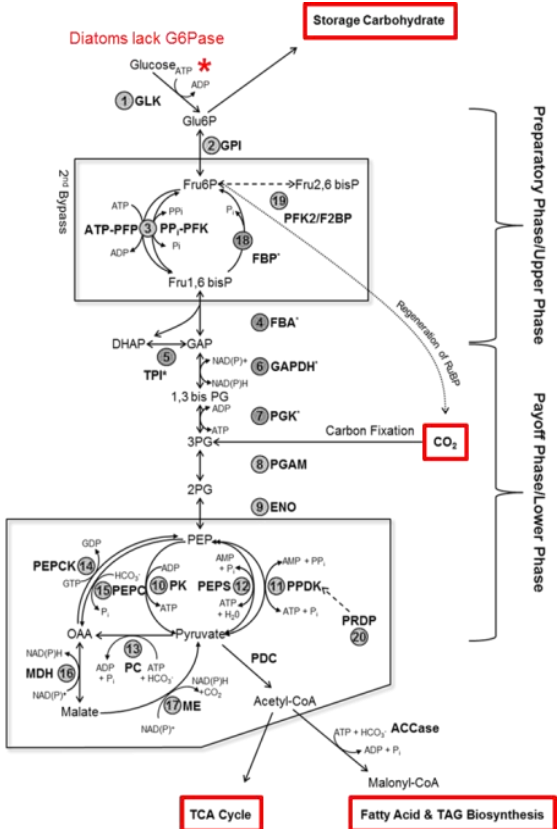 Storage Carbohydrate
Diatoms lack G6Pase
Glucose
ATP
*
ADP
1 GLK
Glu6P
2 GPI
2nd Bypass
Fru6P
Fru2,6 bisP
19
PFK2/F2BP
ATP
PPi
Pi
ATP-PFP 3 PPi-PFK
18
ADP
Pi
FBP*
Fru1,6 bisP
Preparatory Phase/Upper Phase
4 FBA*
DHAP
GAP
5
TPI*
NAD(P)+
6 GAPDH*
NAD(P)H
1,3 bis PG
ADP
7 PGK*
ATP
Regeneration of RuBP
3PG
Carbon Fixation
CO2
8 PGAM
2PG
9 ENO
Payoff Phase/Lower Phase
PEP
GDP
PEPCK 14
GTP
HCO3-
15 PEPC
Pi
ADP
10 PK
ATP
AMP
+ Pi
PEPS 12
ATP
+ H20
AMP + PPi
11 PPDK
ATP + Pi
PRDP
20
OAA
Pyruvate
13
PC
ADP
+ Pi
ATP
+HCO3-
PDC
NAD(P)H
MDH 16
NAD(P)+
Malate
NAD(P)H
+CO2
17 ME
NAD(P)+
Acetyl-CoA
ATP + HCO3- ACCase
ADP + Pi
Malonyl-CoA
TCA Cycle
Fatty Acid & TAG Biosynthesis